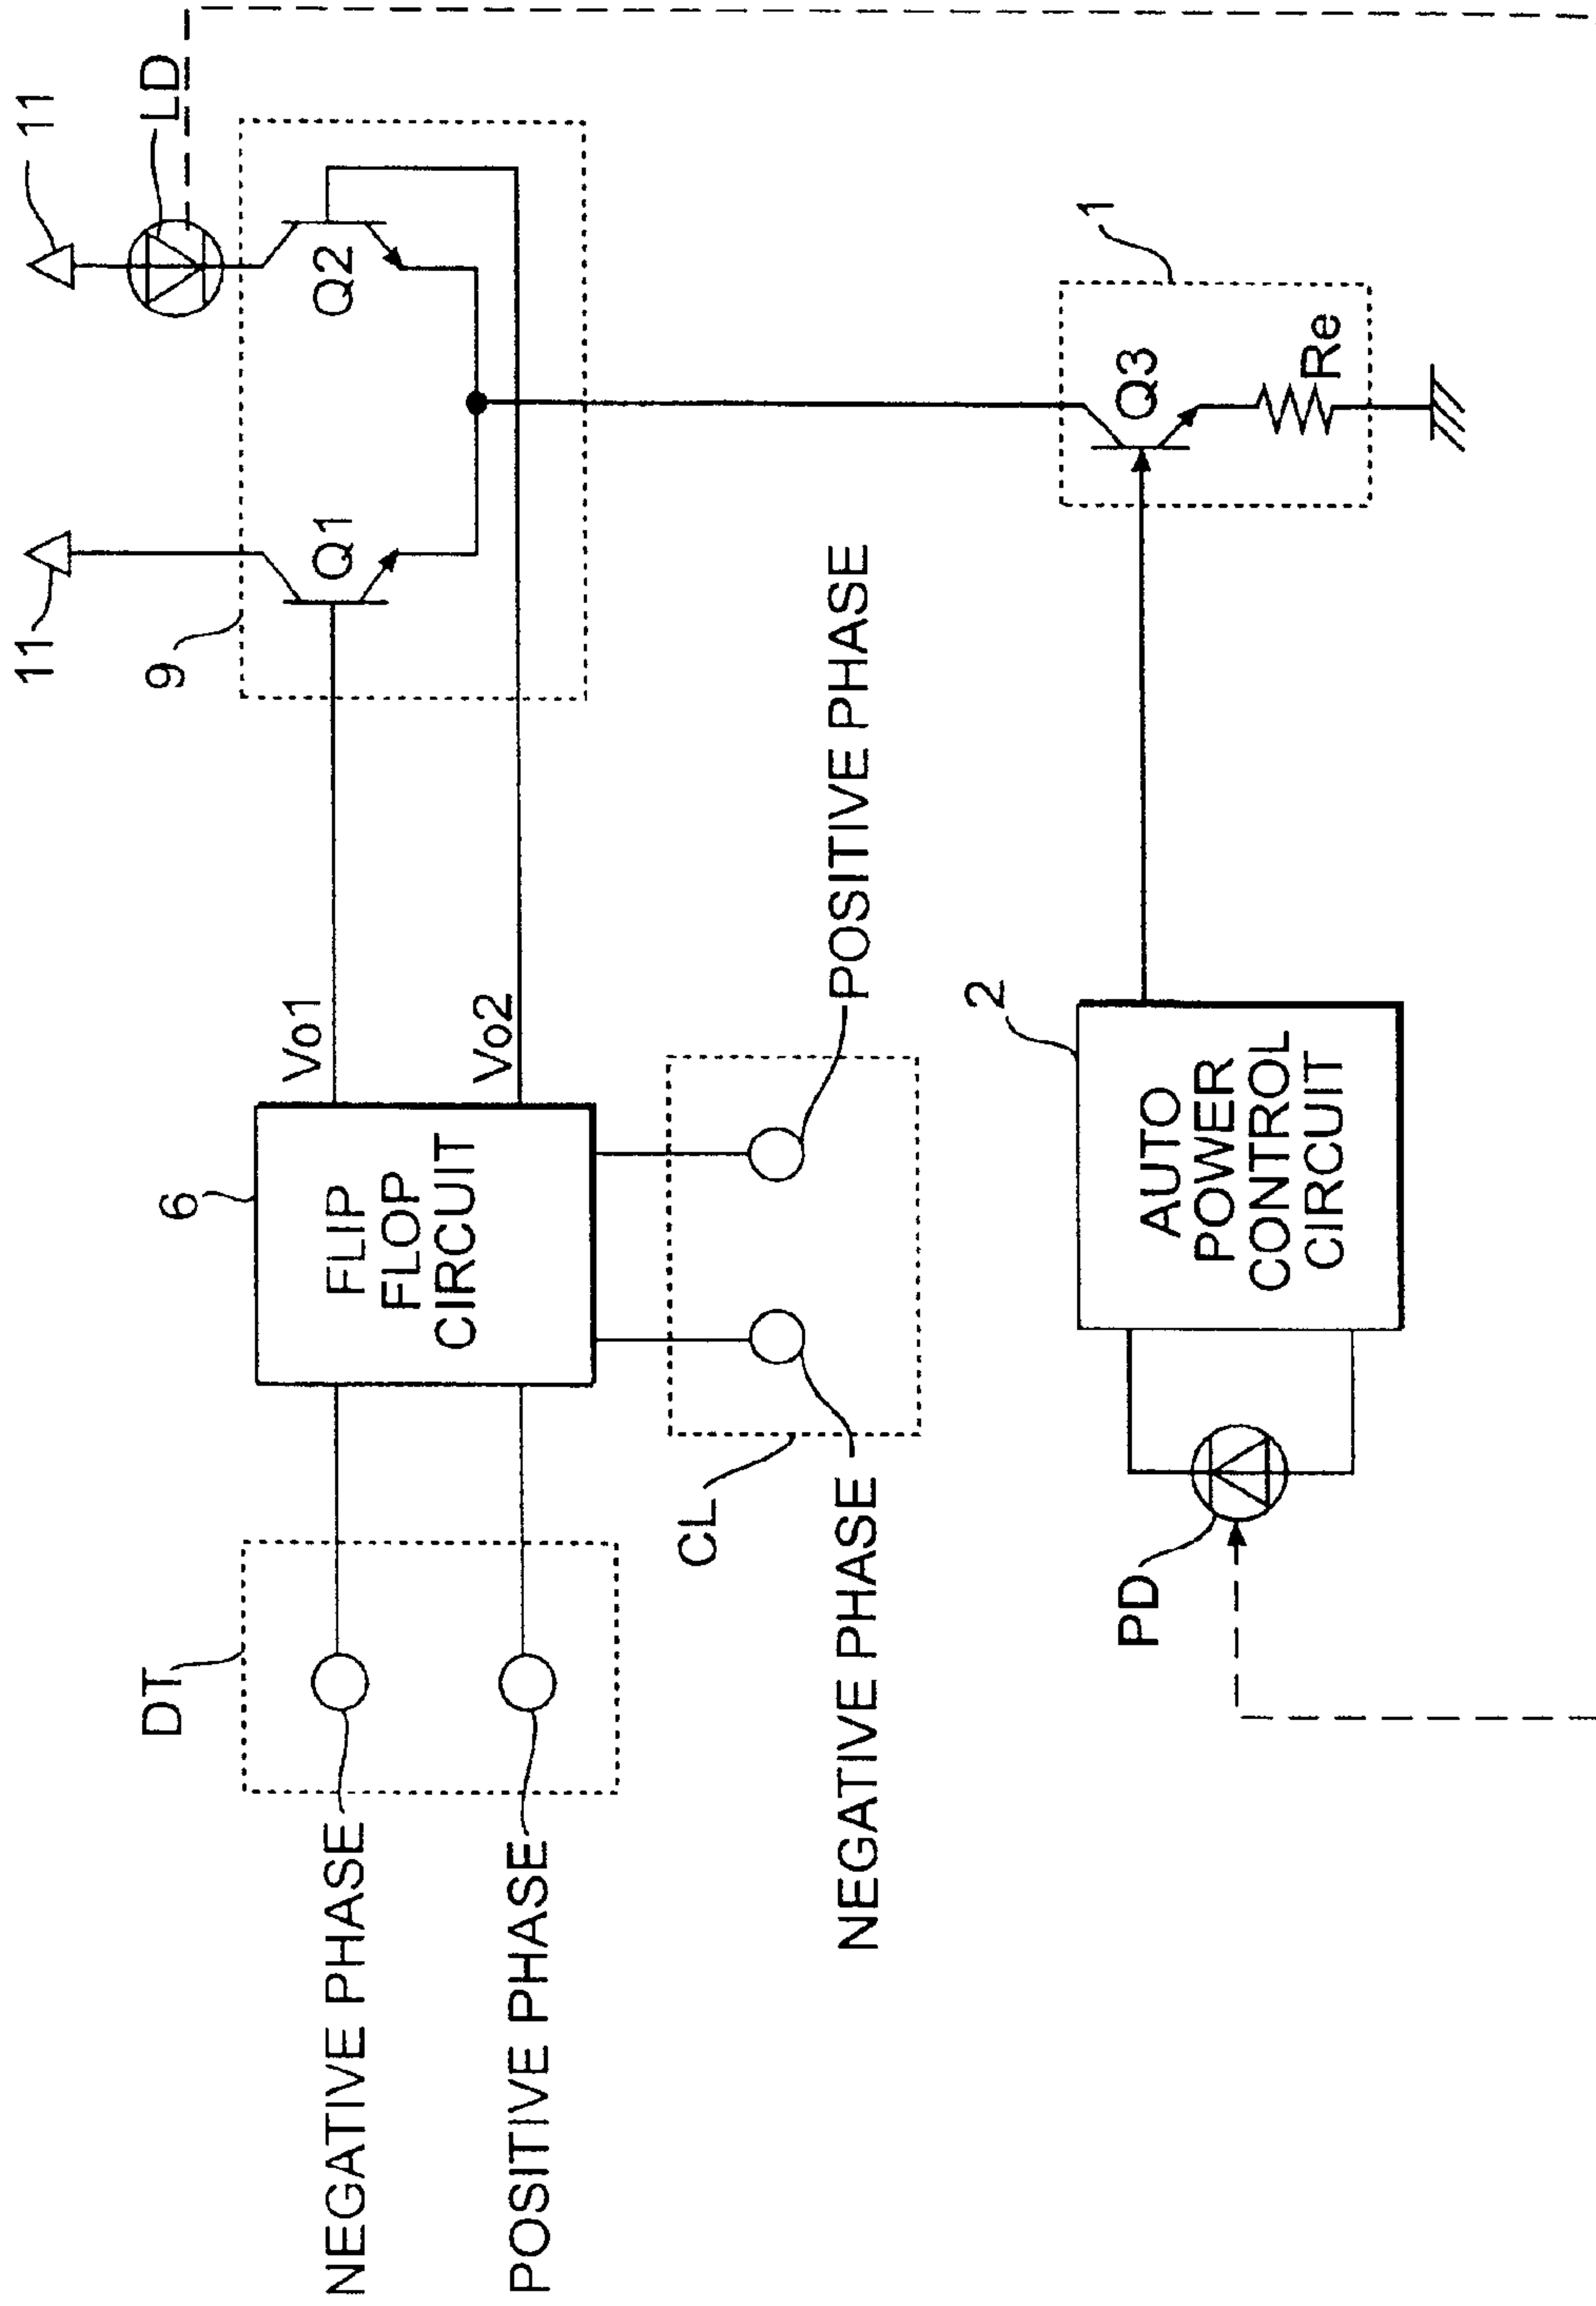 11
11
LD
9
Q1
Q2
DT
6
FLIP
FLOP
CIRCUIT
Vo1
Vo2
NEGATIVE PHASE
POSITIVE PHASE
CL
POSITIVE PHASE
NEGATIVE PHASE
1
Q3
Re
2
AUTO
POWER
CONTROL
CIRCUIT
PD